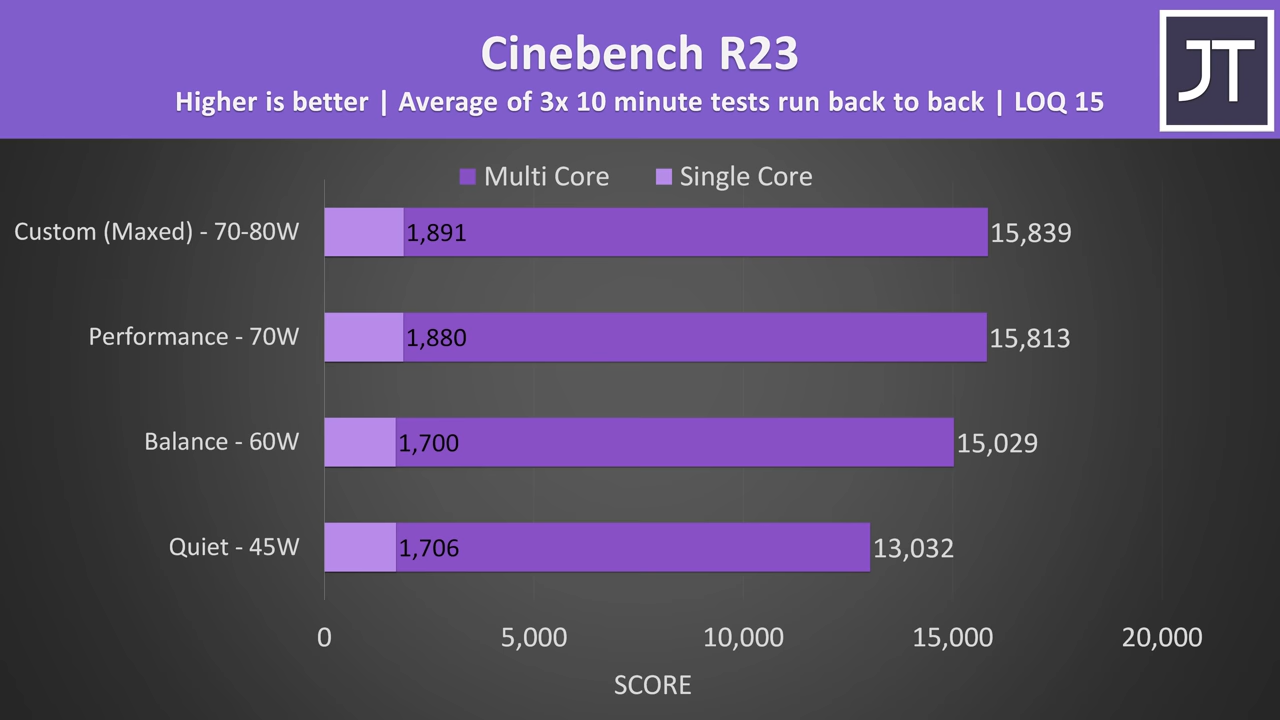 Cinebench R23
Higher is better | Average of 3x 10 minute tests run back to back | LOQ 15
JT
Multi Core Single Core
Custom (Maxed) - 70-80W 1,891 15,839
Performance - 70W 1,880 15,813
Balance - 60W 1,700 15,029
Quiet - 45W 1,706 13,032
0 5,000 10,000 15,000 20,000
SCORE